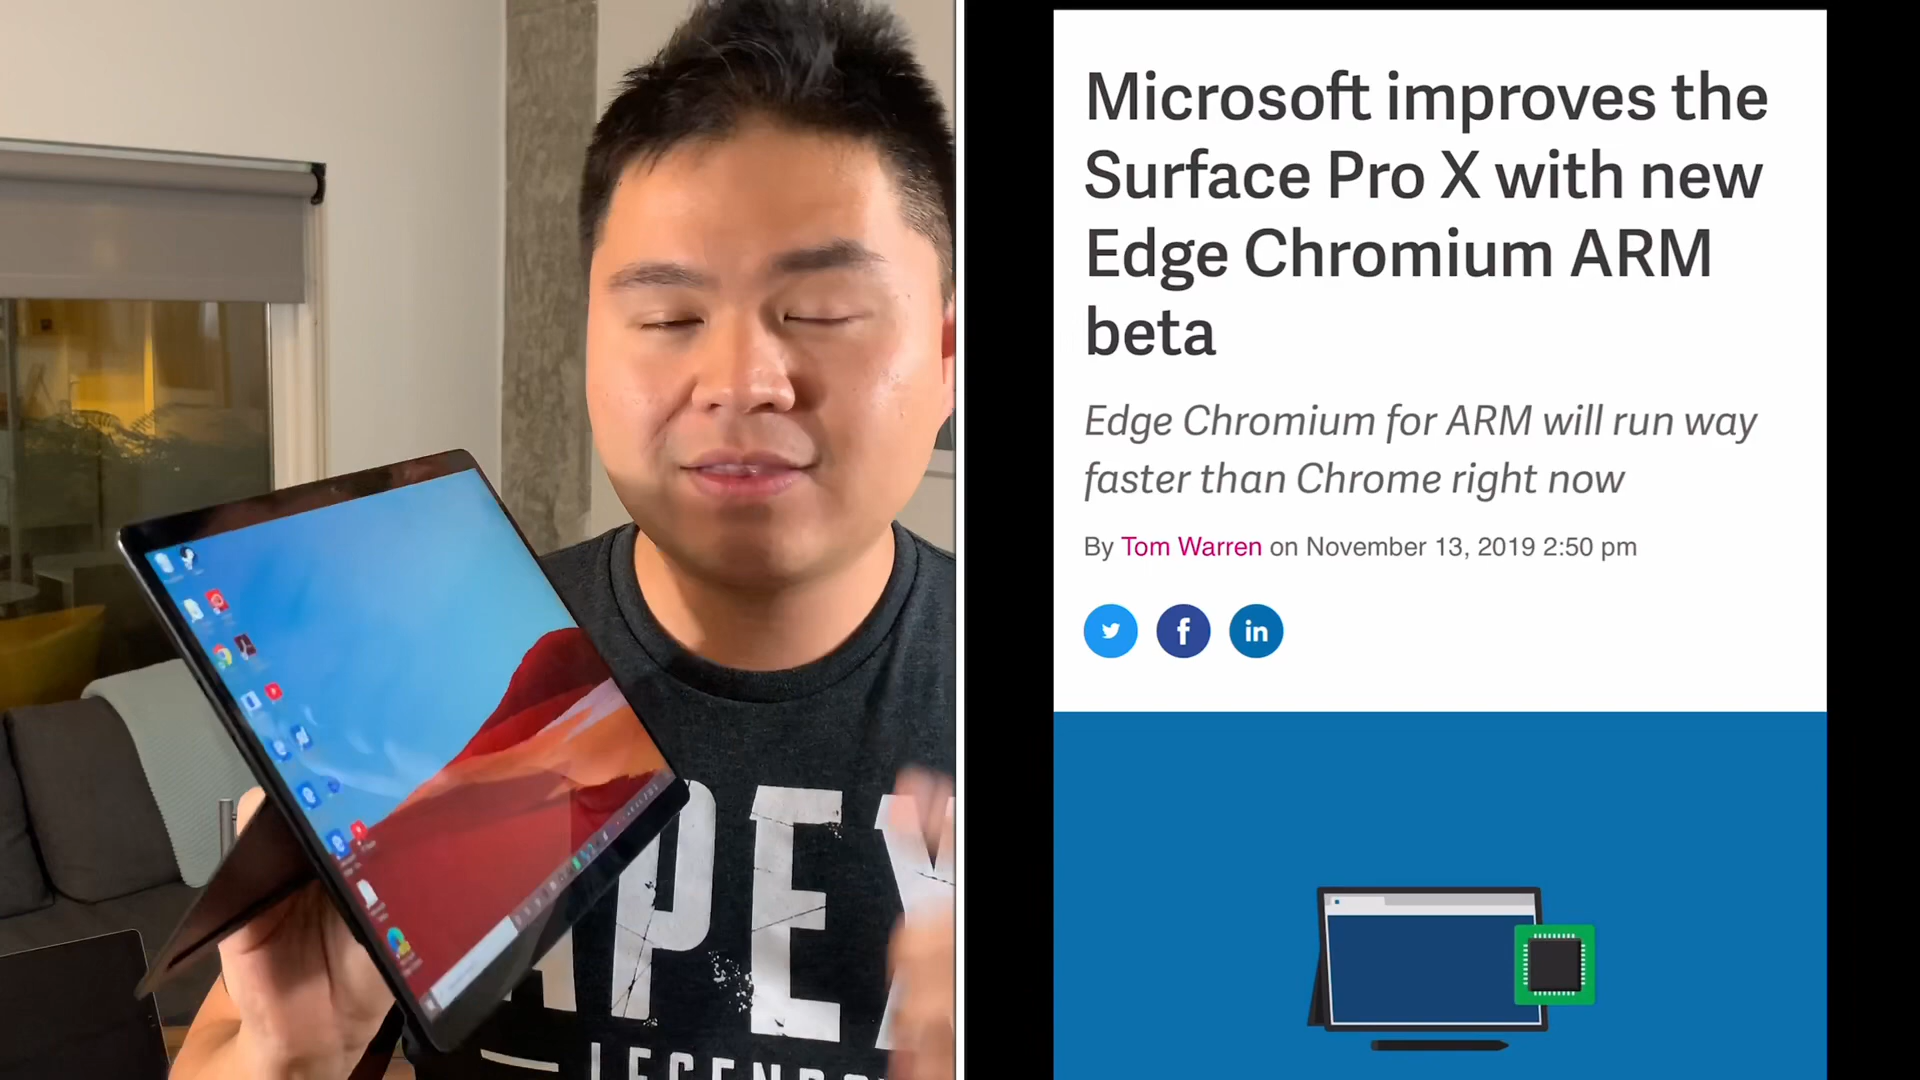 Microsoft improves the
Surface Pro X with new
Edge Chromium ARM
beta
Edge Chromium for ARM will run way
faster than Chrome right now
By Tom Warren on November 13, 2019 2:50 pm
f
in
APEX
LEGENDS